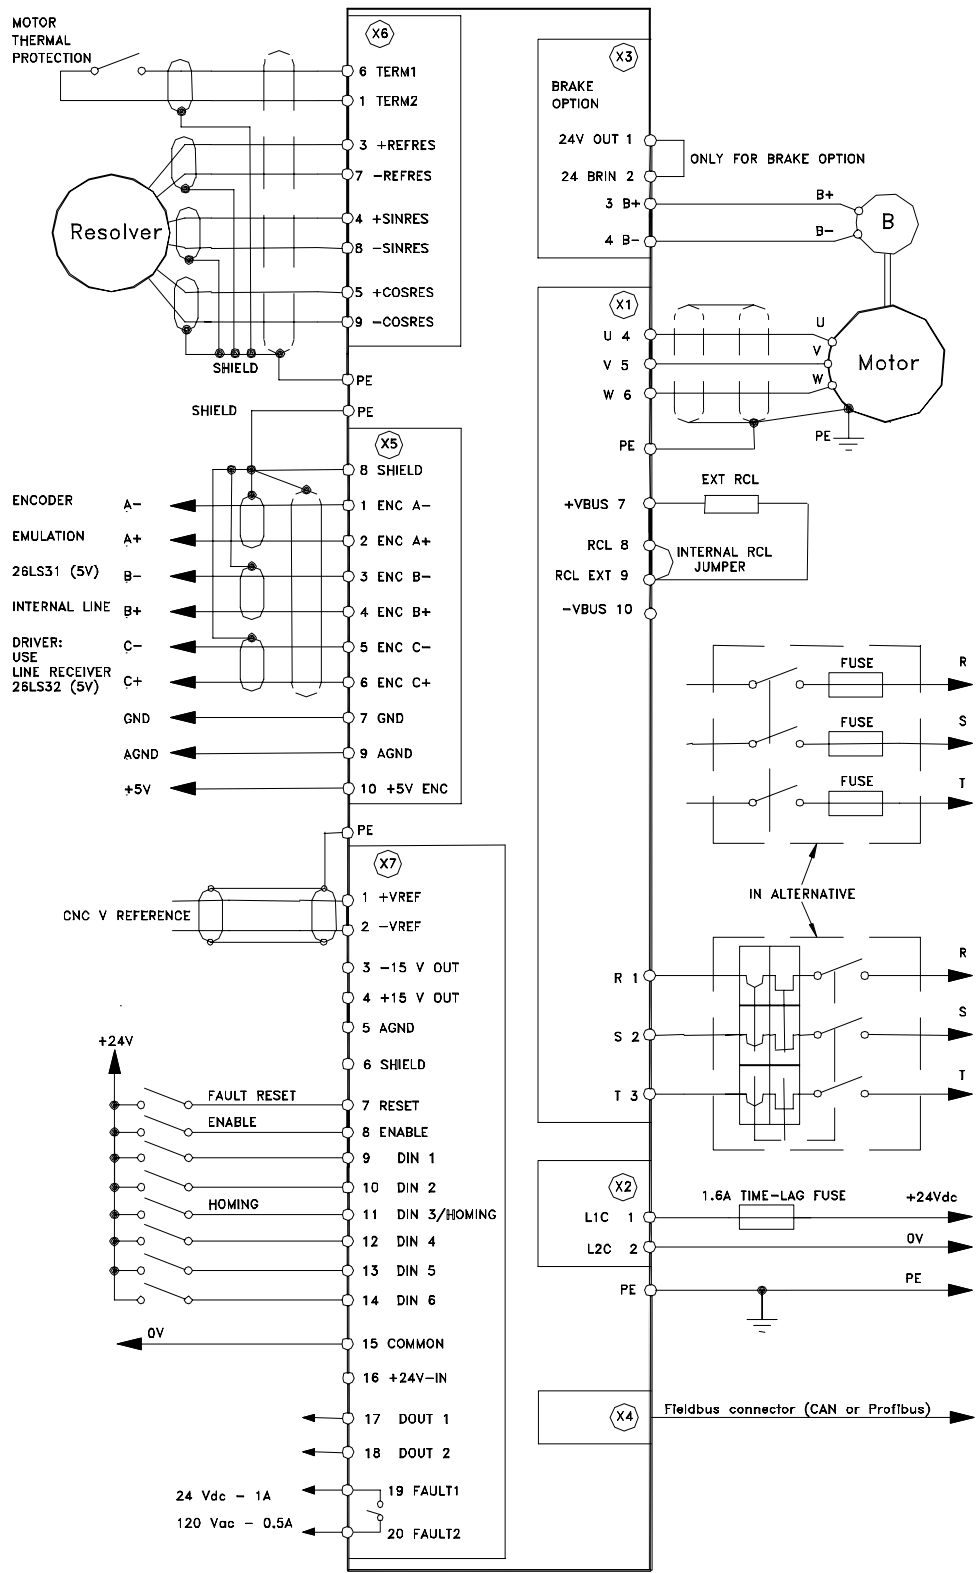 MOTOR
THERMAL
PROTECTION
X6
6 TERM1
1 TERM2
3 +REFRES
7 -REFRES
Resolver
4 +SINRES
8 -SINRES
5 +COSRES
9 -COSRES
SHIELD
PE
SHIELD
PE
X5
8 SHIELD
ENCODER
A-
1 ENC A-
EMULATION
A+
2 ENC A+
26LS31 (5V)
B-
3 ENC B-
INTERNAL LINE
B+
4 ENC B+
DRIVER:
USE
LINE RECEIVER
26LS32 (5V)
C-
5 ENC C-
C+
6 ENC C+
GND
7 GND
AGND
9 AGND
+5V
10 +5V ENC
PE
X7
1 +VREF
CNC V REFERENCE
2 -VREF
3 -15 V OUT
4 +15 V OUT
5 AGND
6 SHIELD
+24V
FAULT RESET
7 RESET
ENABLE
8 ENABLE
9 DIN 1
10 DIN 2
HOMING
11 DIN 3/HOMING
12 DIN 4
13 DIN 5
14 DIN 6
0V
15 COMMON
16 +24V-IN
17 DOUT 1
18 DOUT 2
24 Vdc - 1A
19 FAULT1
120 Vac - 0.5A
20 FAULT2
X3
BRAKE
OPTION
24V OUT 1
ONLY FOR BRAKE OPTION
24 BRIN 2
3 B+
B+
B
4 B-
B-
X1
U 4
U
V 5
V
Motor
W 6
W
PE
PE
EXT RCL
+VBUS 7
RCL 8
INTERNAL RCL
JUMPER
RCL EXT 9
-VBUS 10
FUSE
R
FUSE
S
FUSE
T
IN ALTERNATIVE
R 1
R
S 2
S
T 3
T
X2
1.6A TIME-LAG FUSE
+24Vdc
L1C 1
L2C 2
0V
PE
PE
X4
Fieldbus connector (CAN or Profibus)